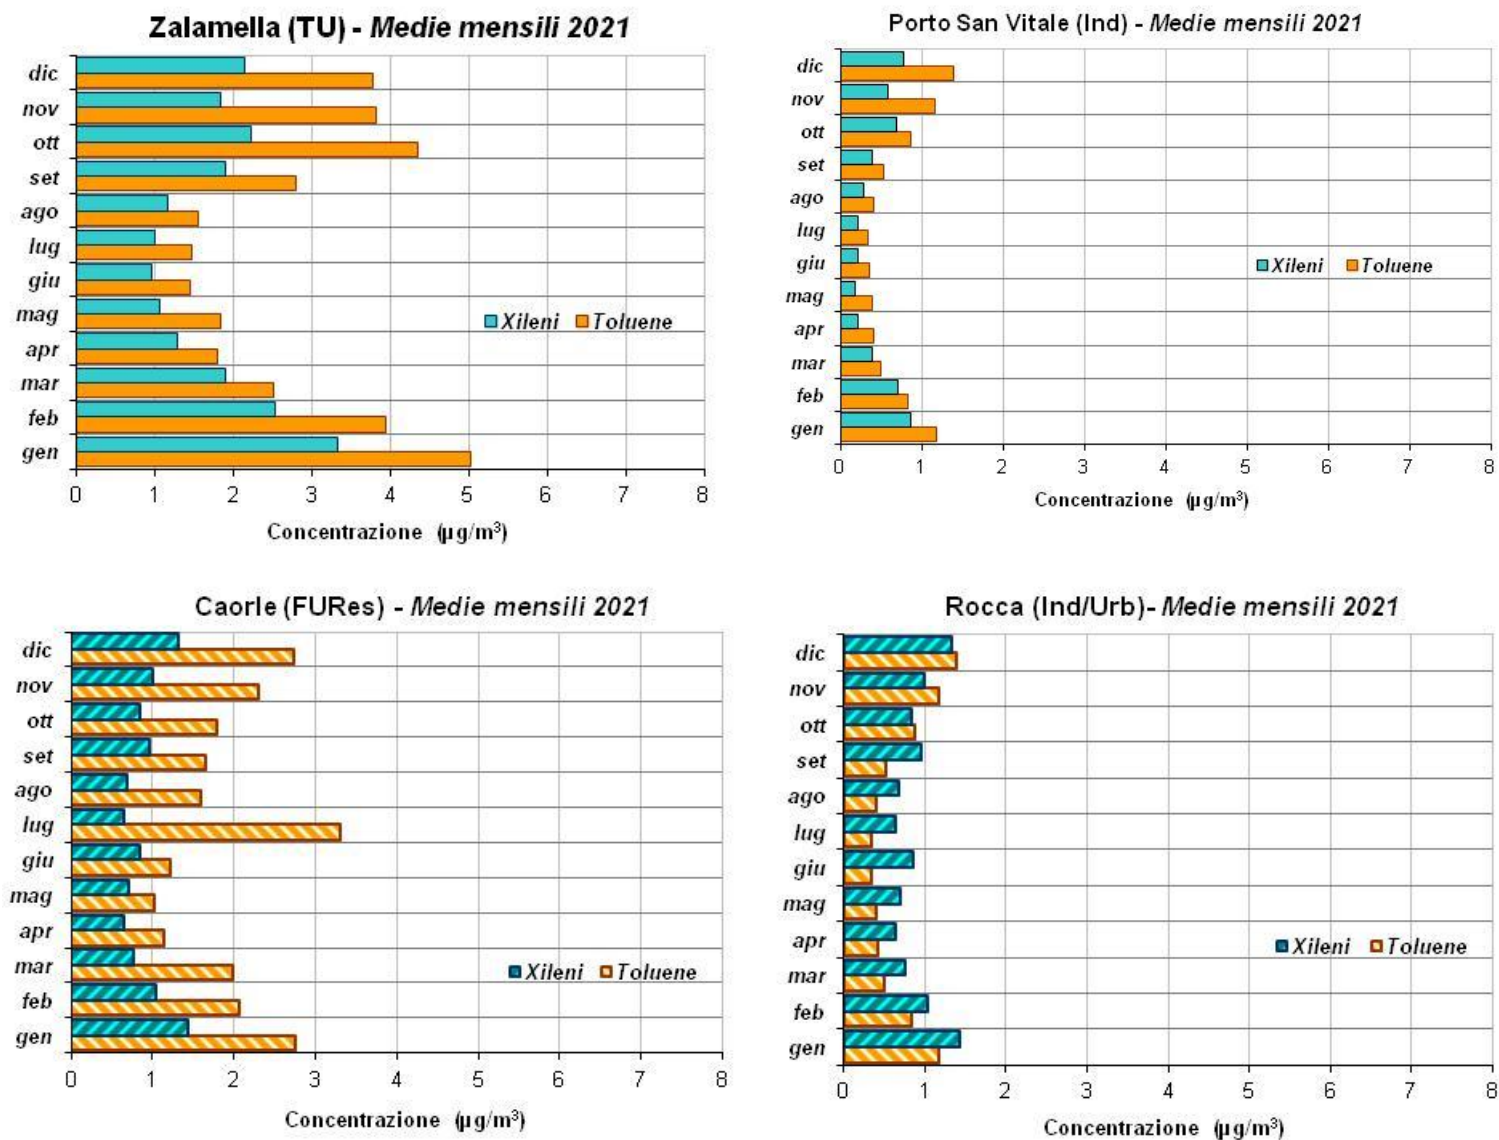 Zalamella (TU) - Medie mensili 2021
dic
nov
ott
set
ago
lug
giu
mag
apr
mar
feb
gen
Xileni Toluene
0 1 2 3 4 5 6 7 8
Concentrazione (µg/m³)
Porto San Vitale (Ind) - Medie mensili 2021
dic
nov
ott
set
ago
lug
giu
mag
apr
mar
feb
gen
Xileni Toluene
0 1 2 3 4 5 6 7 8
Concentrazione (µg/m³)
Caorle (FURes) - Medie mensili 2021
dic
nov
ott
set
ago
lug
giu
mag
apr
mar
feb
gen
Xileni Toluene
0 1 2 3 4 5 6 7 8
Concentrazione (µg/m³)
Rocca (Ind/Urb)- Medie mensili 2021
dic
nov
ott
set
ago
lug
giu
mag
apr
mar
feb
gen
Xileni Toluene
0 1 2 3 4 5 6 7 8
Concentrazione (µg/m³)